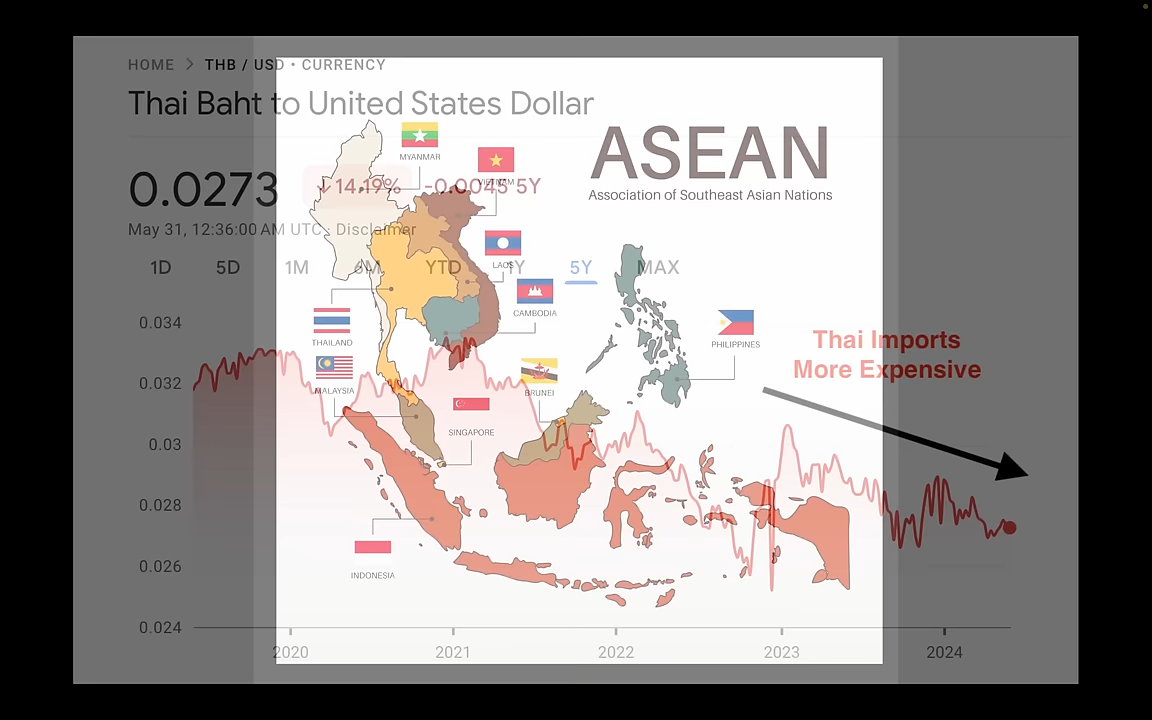 HOME > THB / USD • CURRENCY
Thai Baht to United States Dollar
ASEAN
Association of Southeast Asian Nations
MYANMAR
VIETNAM
0.0273
↓ 14.19% -0.0045 5Y
May 31, 12:36:00 AM UTC · Disclaimer
1D 5D 1M 6M YTD 1Y 5Y MAX
LAOS
CAMBODIA
THAILAND
PHILIPPINES
MALAYSIA
BRUNEI
SINGAPORE
INDONESIA
Thai Imports
More Expensive
0.034
0.032
0.03
0.028
0.026
0.024
2020 2021 2022 2023 2024